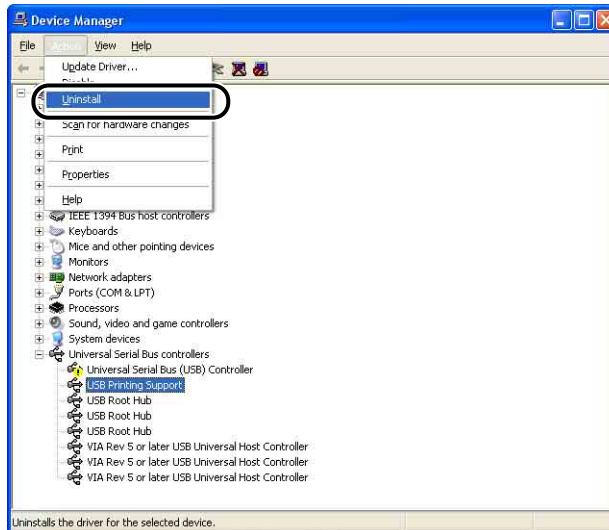 Device Manager
File Action View Help
Update Driver...
Disable
Uninstall
Scan for hardware changes
Print
Properties
Help
IEEE 1394 Bus host controllers
Keyboards
Mice and other pointing devices
Monitors
Network adapters
Ports (COM & LPT)
Processors
Sound, video and game controllers
System devices
Universal Serial Bus controllers
Universal Serial Bus (USB) Controller
USB Printing Support
USB Root Hub
USB Root Hub
USB Root Hub
VIA Rev 5 or later USB Universal Host Controller
VIA Rev 5 or later USB Universal Host Controller
VIA Rev 5 or later USB Universal Host Controller
Uninstalls the driver for the selected device.